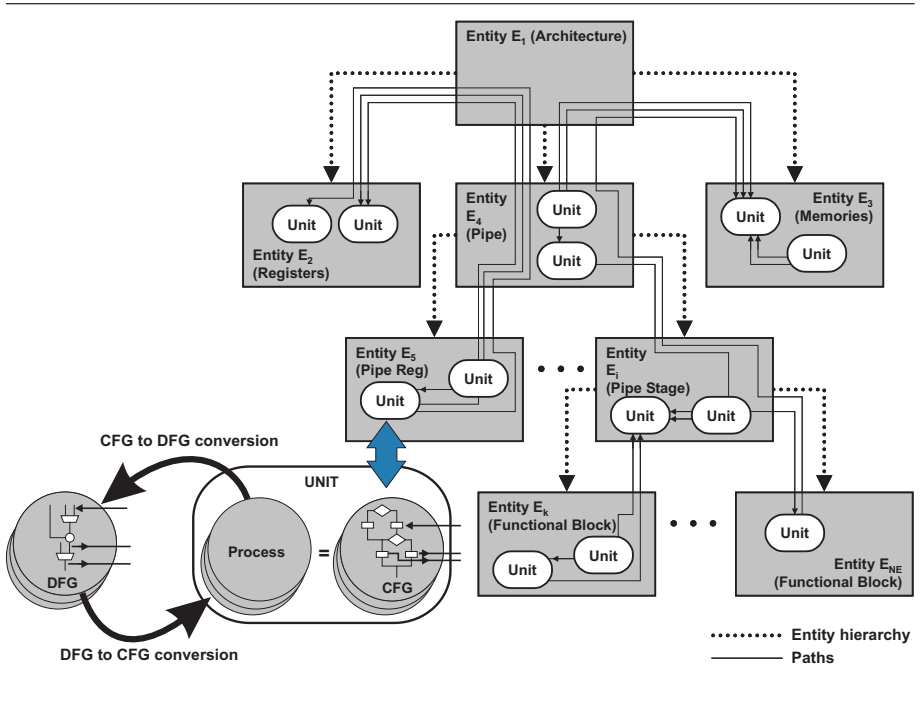 Entity E1 (Architecture)
Unit
Unit
Entity E2
(Registers)
Entity
E4
(Pipe)
Unit
Unit
Entity E3
(Memories)
Unit
Unit
Entity E5
(Pipe Reg)
Unit
Unit
Entity
Ei
(Pipe Stage)
Unit
Unit
CFG to DFG conversion
UNIT
Process
=
CFG
DFG
DFG to CFG conversion
Entity Ek
(Functional Block)
Unit
Unit
Unit
Entity ENE
(Functional Block)
Entity hierarchy
Paths